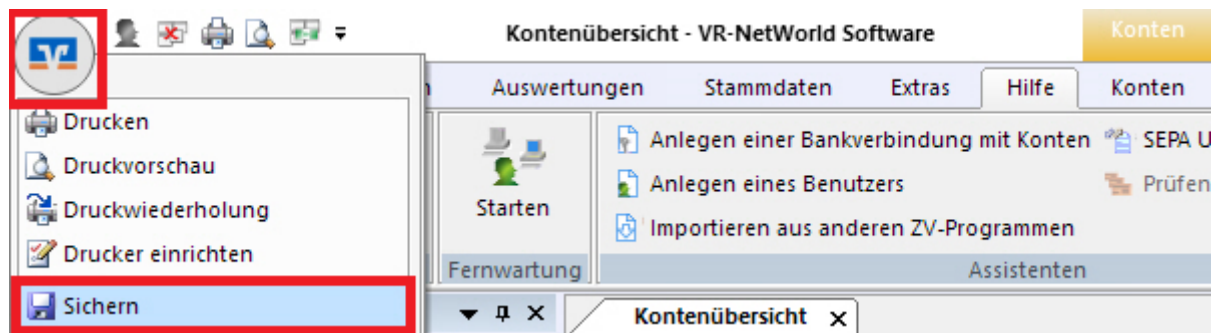 Kontenübersicht - VR-NetWorld Software
Konten
Auswertungen
Stammdaten
Extras
Hilfe
Konten
Drucken
Druckvorschau
Druckwiederholung
Drucker einrichten
Sichern
Starten
Fernwartung
Anlegen einer Bankverbindung mit Konten
SEPA U
Anlegen eines Benutzers
Prüfen
Importieren aus anderen ZV-Programmen
Assistenten
Kontenübersicht x